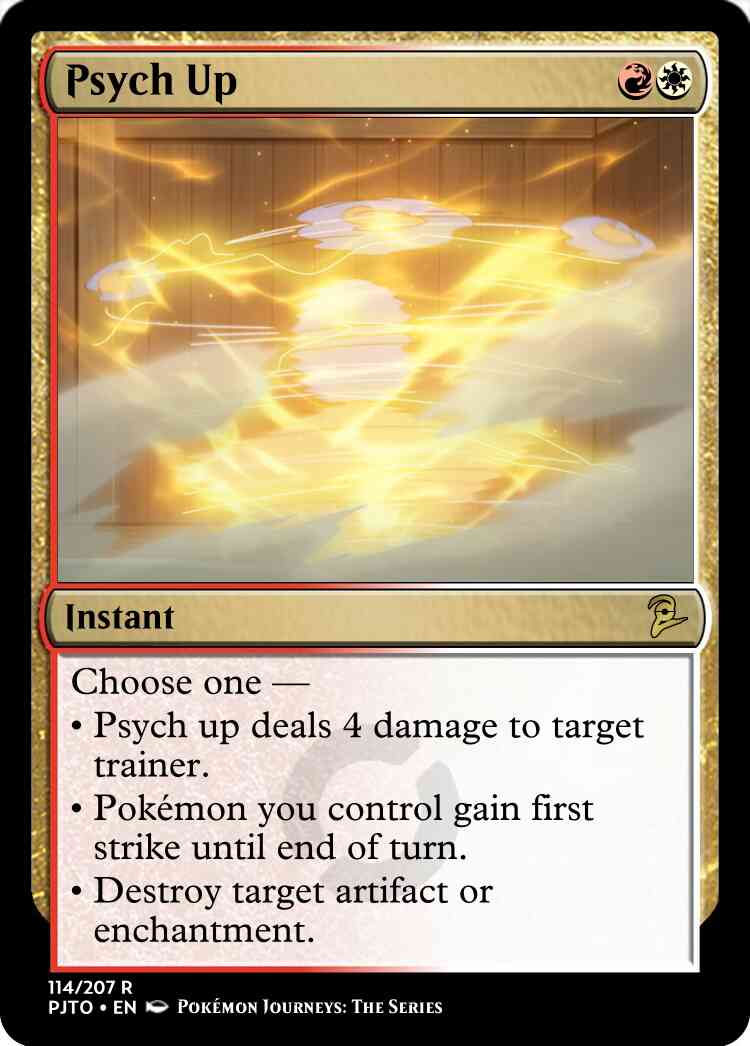 Psych Up
Instant
Choose one —
• Psych up deals 4 damage to target
trainer.
• Pokémon you control gain first
strike until end of turn.
• Destroy target artifact or
enchantment.
114/207 R
PJTO • EN Pokémon Journeys: The Series